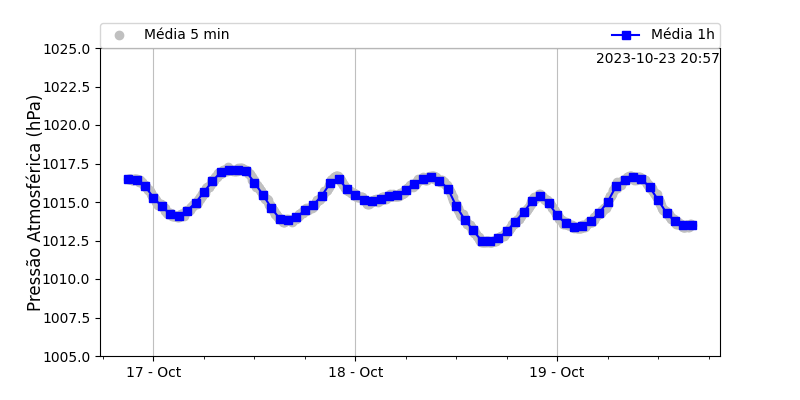 Média 5 min
Média 1h
2023-10-23 20:57
Pressão Atmosférica (hPa)
1025.0
1022.5
1020.0
1017.5
1015.0
1012.5
1010.0
1007.5
1005.0
17 - Oct
18 - Oct
19 - Oct